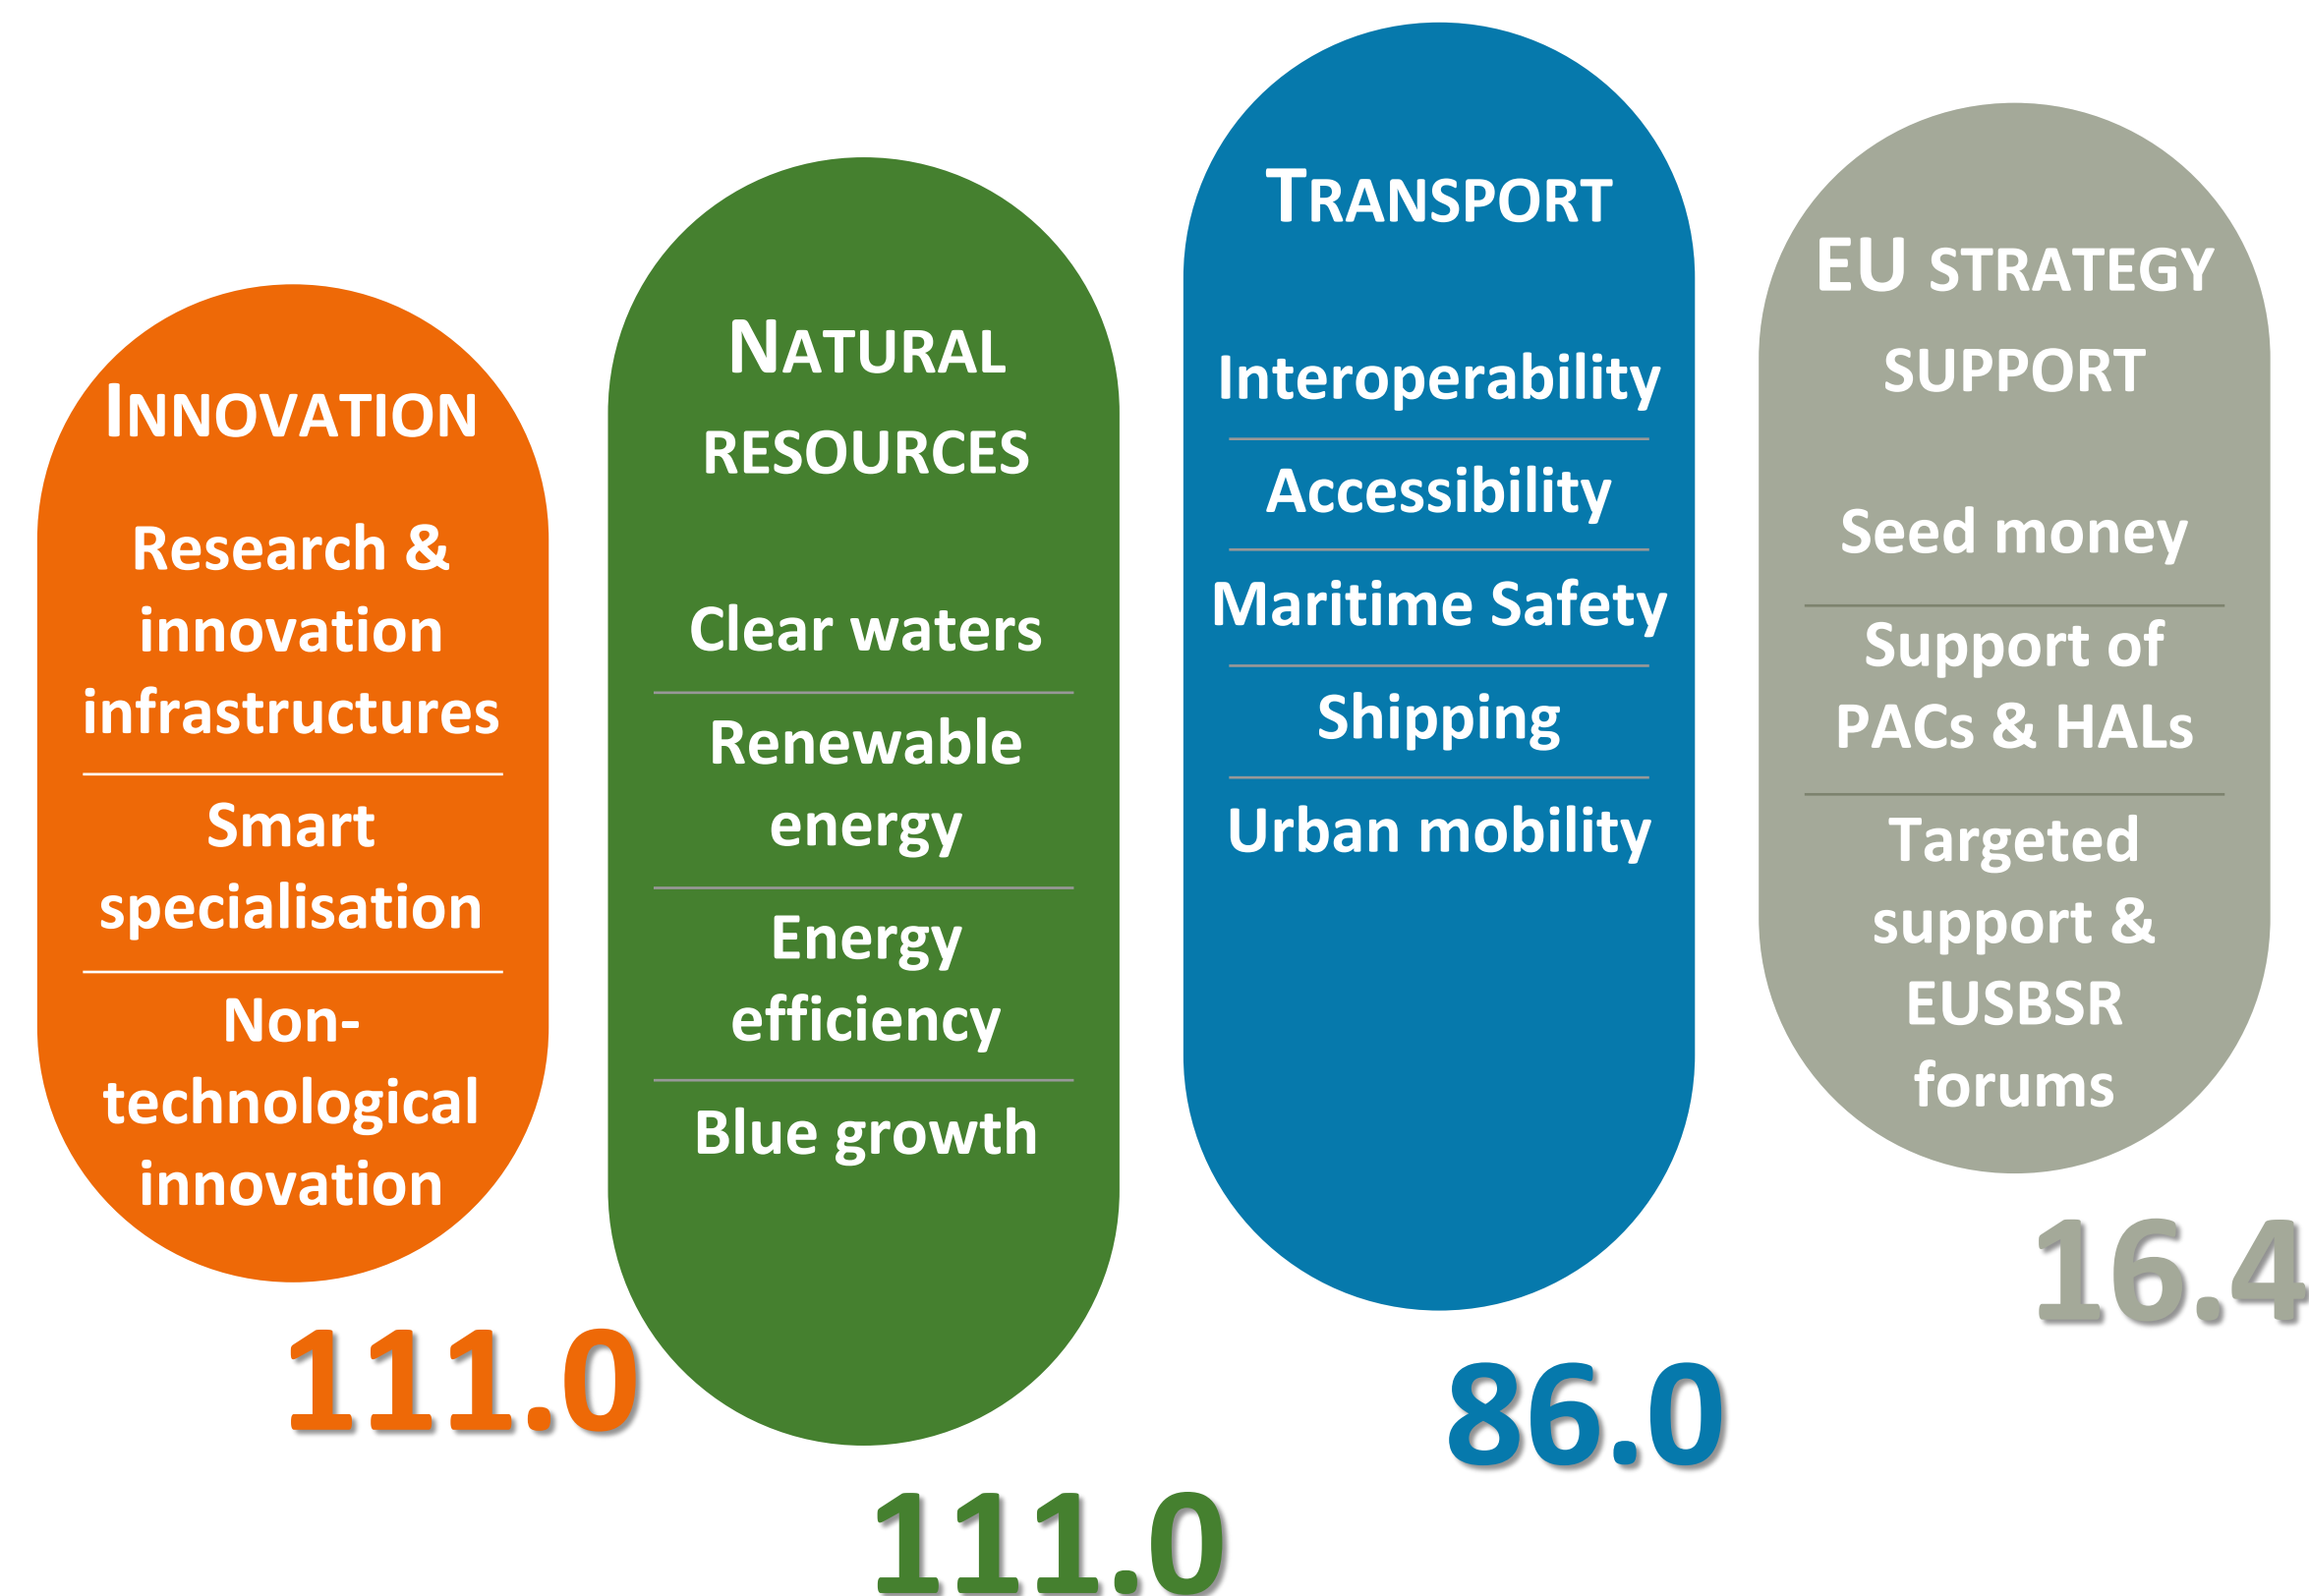 INNOVATION
Research &
innovation
infrastructures
Smart
specialisation
Non-
technological
innovation
111.0
NATURAL
RESOURCES
Clear waters
Renewable
energy
Energy
efficiency
Blue growth
111.0
TRANSPORT
Interoperability
Accessibility
Maritime Safety
Shipping
Urban mobility
86.0
EU STRATEGY
SUPPORT
Seed money
Support of
PACs & HALs
Targeted
support &
EUSBSR
forums
16.4